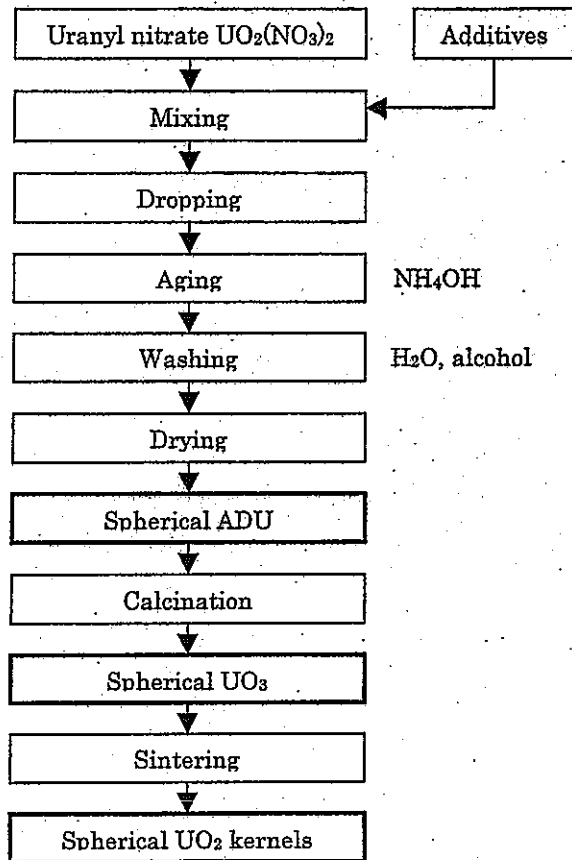 Uranyl nitrate UO₂(NO₃)₂
Additives
Mixing
Dropping
Aging
NH₄OH
Washing
H₂O, alcohol
Drying
Spherical ADU
Calcination
Spherical UO₃
Sintering
Spherical UO₂ kernels